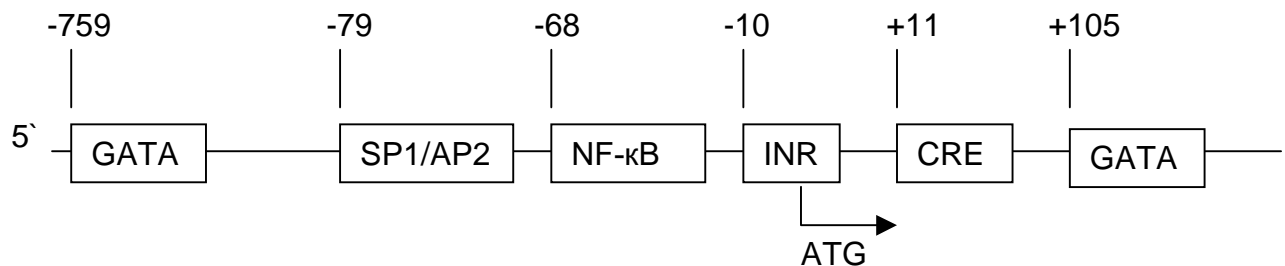 -759 -79 -68 -10 +11 +105
5` GATA SP1/AP2 NF-κB INR CRE GATA
ATG